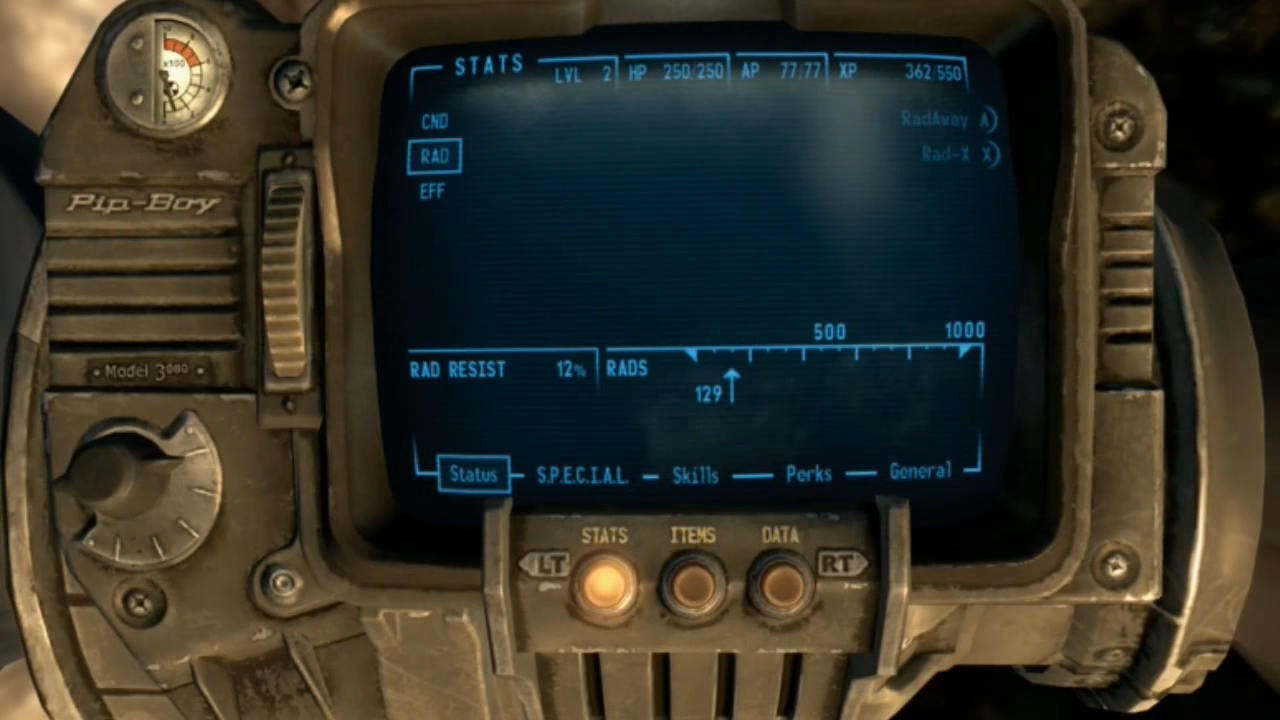 x100
STATS LVL 2 HP 250/250 AP 77/77 XP 362/550
CND
RadAway A)
RAD
Rad-X X)
EFF
Pip-Boy
500 1000
RAD RESIST 12% RADS
129
Model 3000
Status S.P.E.C.I.A.L. Skills Perks General
STATS ITEMS DATA
LT RT